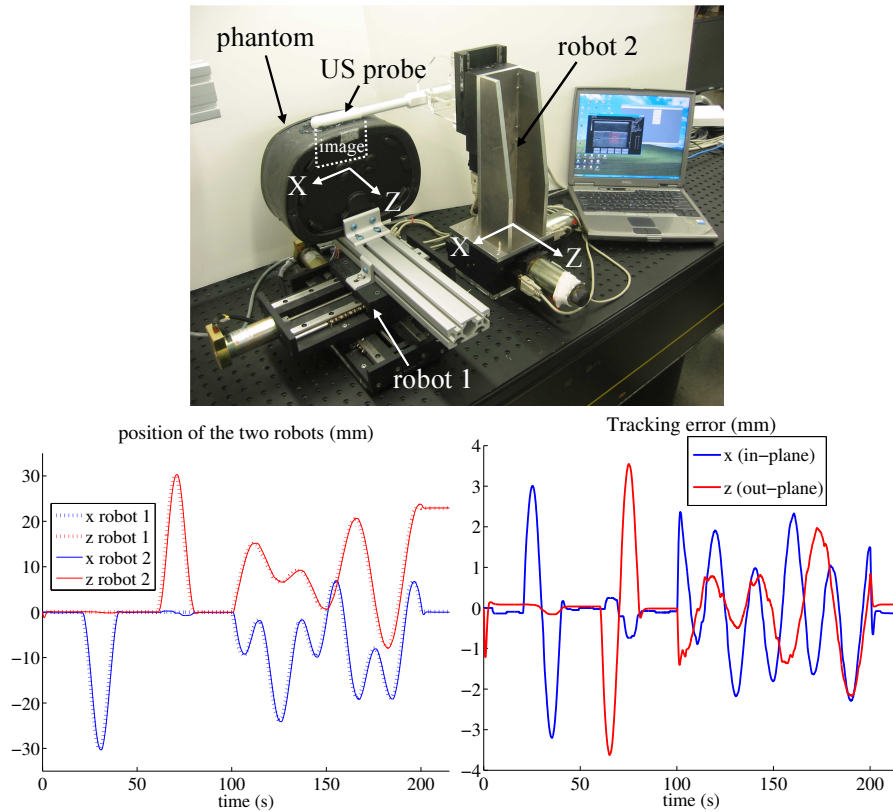 phantom
US probe
robot 2
image
X
Z
X
Z
robot 1
position of the two robots (mm)
30
20
10
0
−10
−20
−30
x robot 1
z robot 1
x robot 2
z robot 2
0 50 100 150 200
time (s)
Tracking error (mm)
4
3
2
1
0
−1
−2
−3
−4
x (in−plane)
z (out−plane)
0 50 100 150 200
time (s)